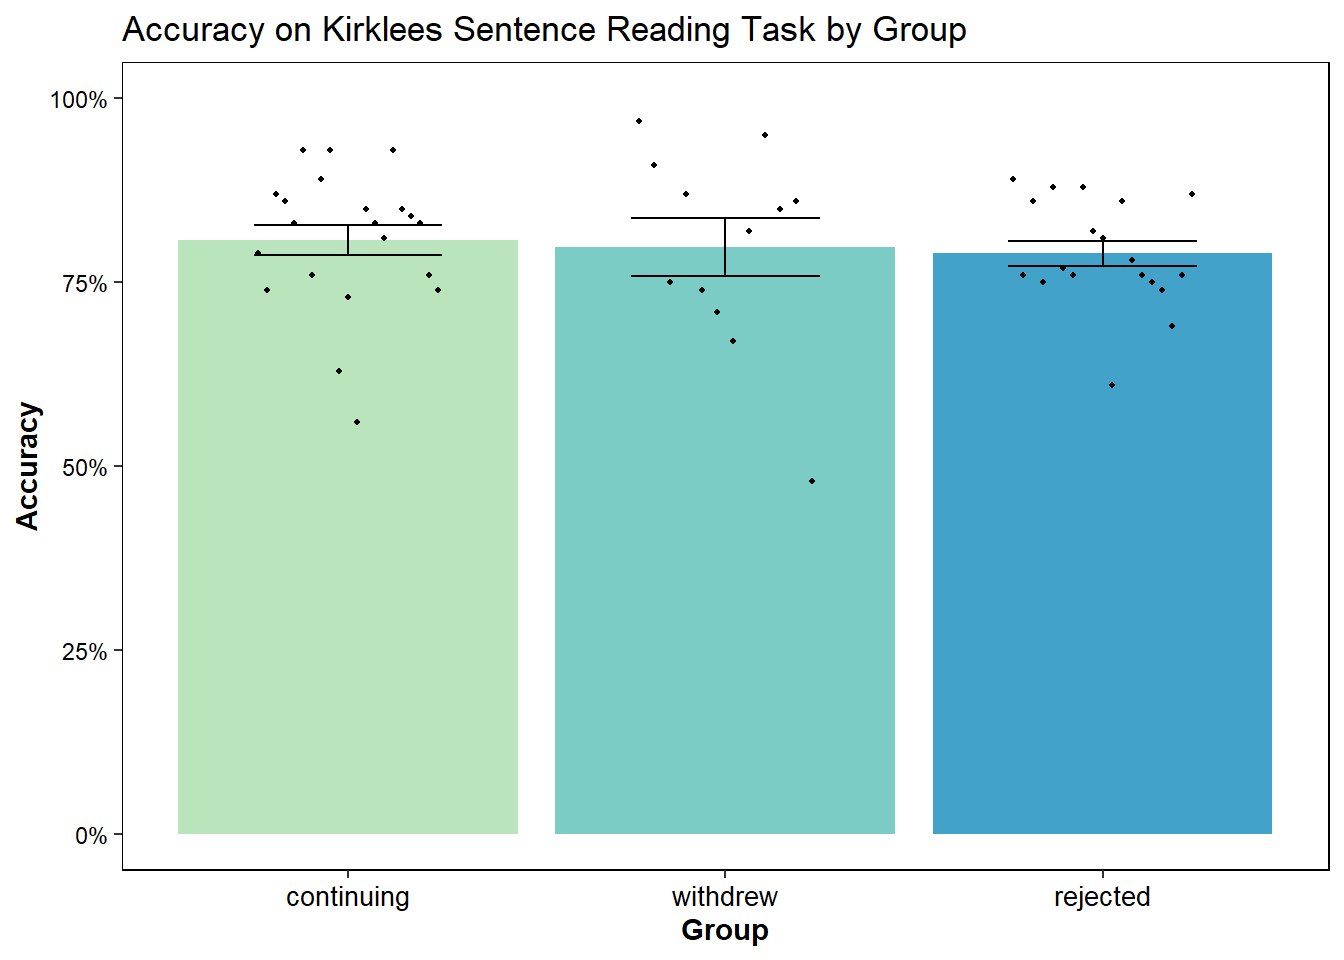 Accuracy on Kirklees Sentence Reading Task by Group
100%
75%
50%
25%
0%
Accuracy
continuing
withdrew
rejected
Group